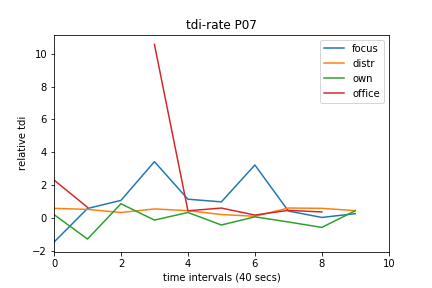 tdi-rate P07
focus
distr
own
office
relative tdi
10
8
6
4
2
0
−2
0 2 4 6 8 10
time intervals (40 secs)